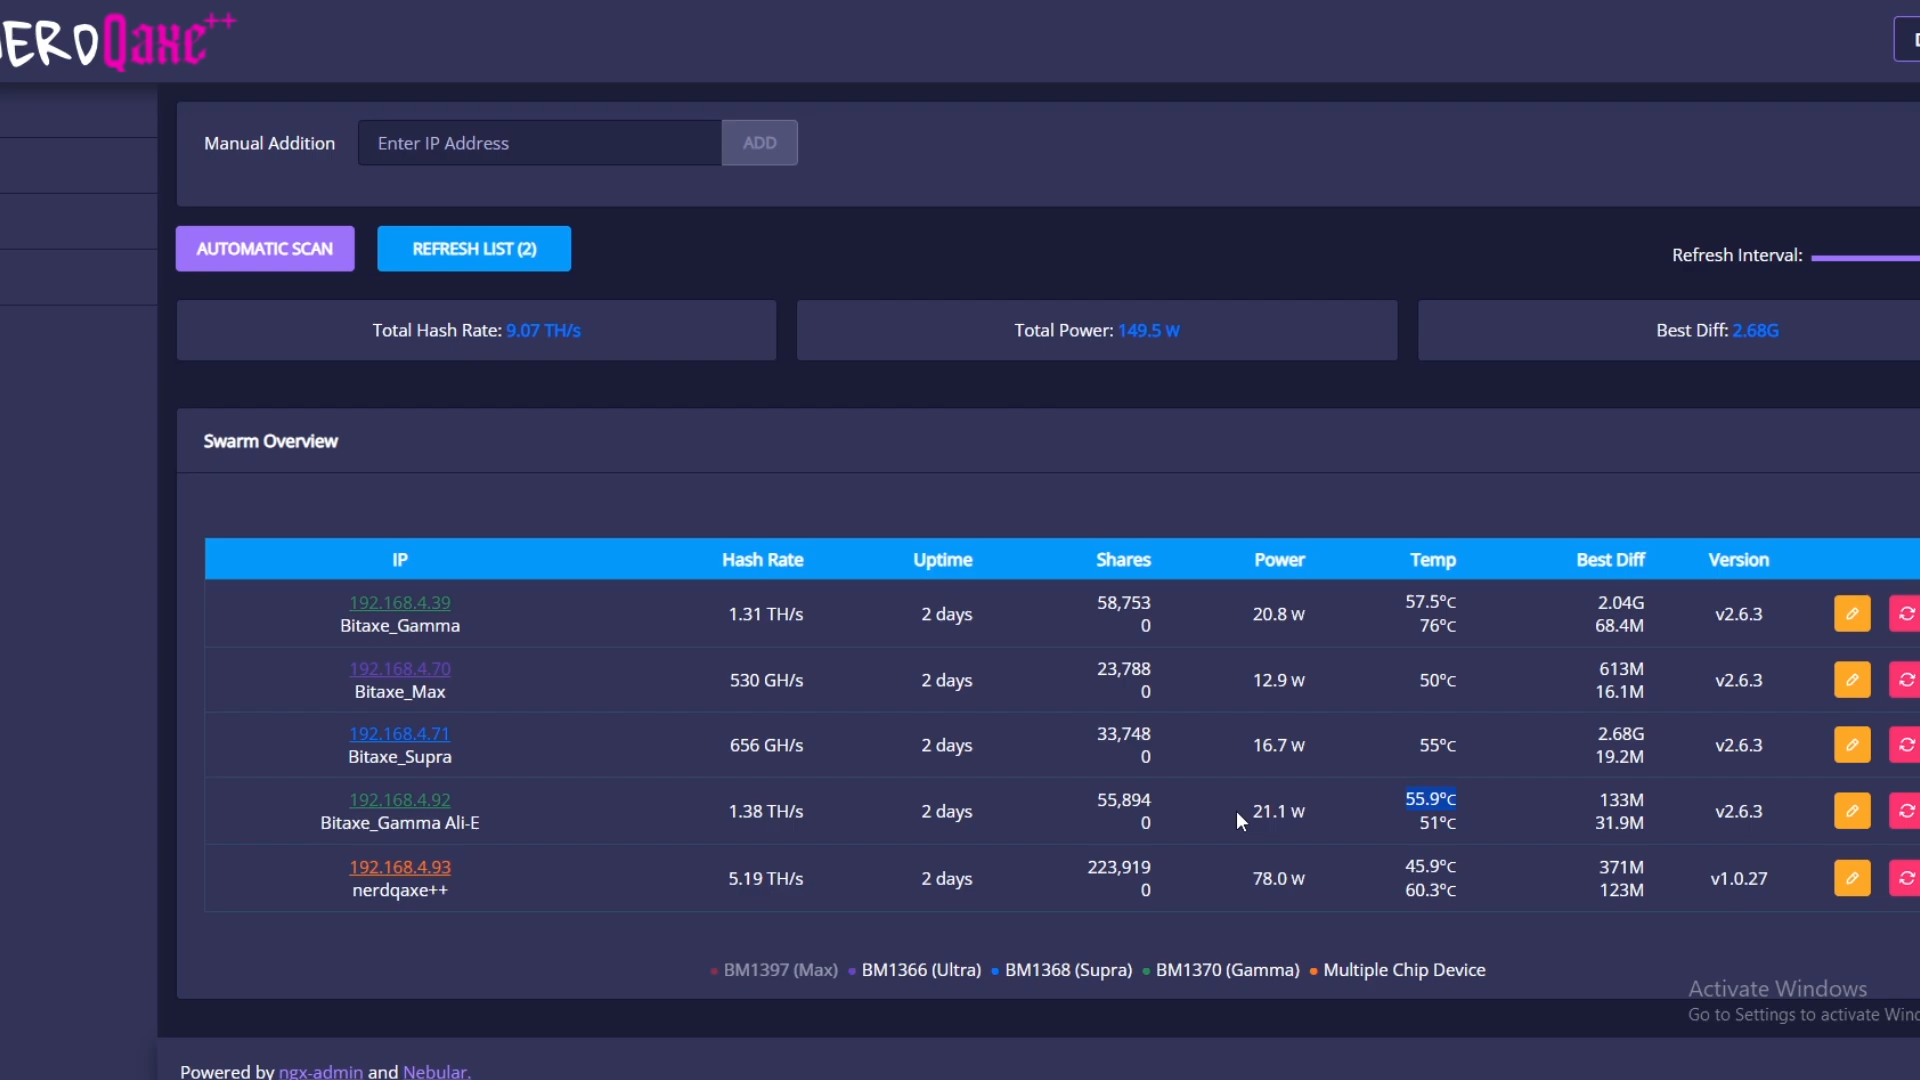 ERDQaxe++
Manual Addition
Enter IP Address
ADD
AUTOMATIC SCAN
REFRESH LIST (2)
Refresh Interval:
Total Hash Rate: 9.07 TH/s
Total Power: 149.5 W
Best Diff: 2.68G
Swarm Overview
IP Hash Rate Uptime Shares Power Temp Best Diff Version
192.168.4.39 58,753 57.5°C 2.04G
Bitaxe_Gamma 1.31 TH/s 2 days 0 20.8 W 76°C 68.4M v2.6.3
192.168.4.70 23,788 613M
Bitaxe_Max 530 GH/s 2 days 0 12.9 W 50°C 16.1M v2.6.3
192.168.4.71 33,748 2.68G
Bitaxe_Supra 656 GH/s 2 days 0 16.7 W 55°C 19.2M v2.6.3
192.168.4.92 55,894 55.9°C 133M
Bitaxe_Gamma Ali-E 1.38 TH/s 2 days 0 21.1 W 51°C 31.9M v2.6.3
192.168.4.93 223,919 45.9°C 371M
nerdqaxe++ 5.19 TH/s 2 days 0 78.0 W 60.3°C 123M v1.0.27
BM1397 (Max) BM1366 (Ultra) BM1368 (Supra) BM1370 (Gamma) Multiple Chip Device
Activate Windows
Go to Settings to activate Win
Powered by ngx-admin and Nebular.